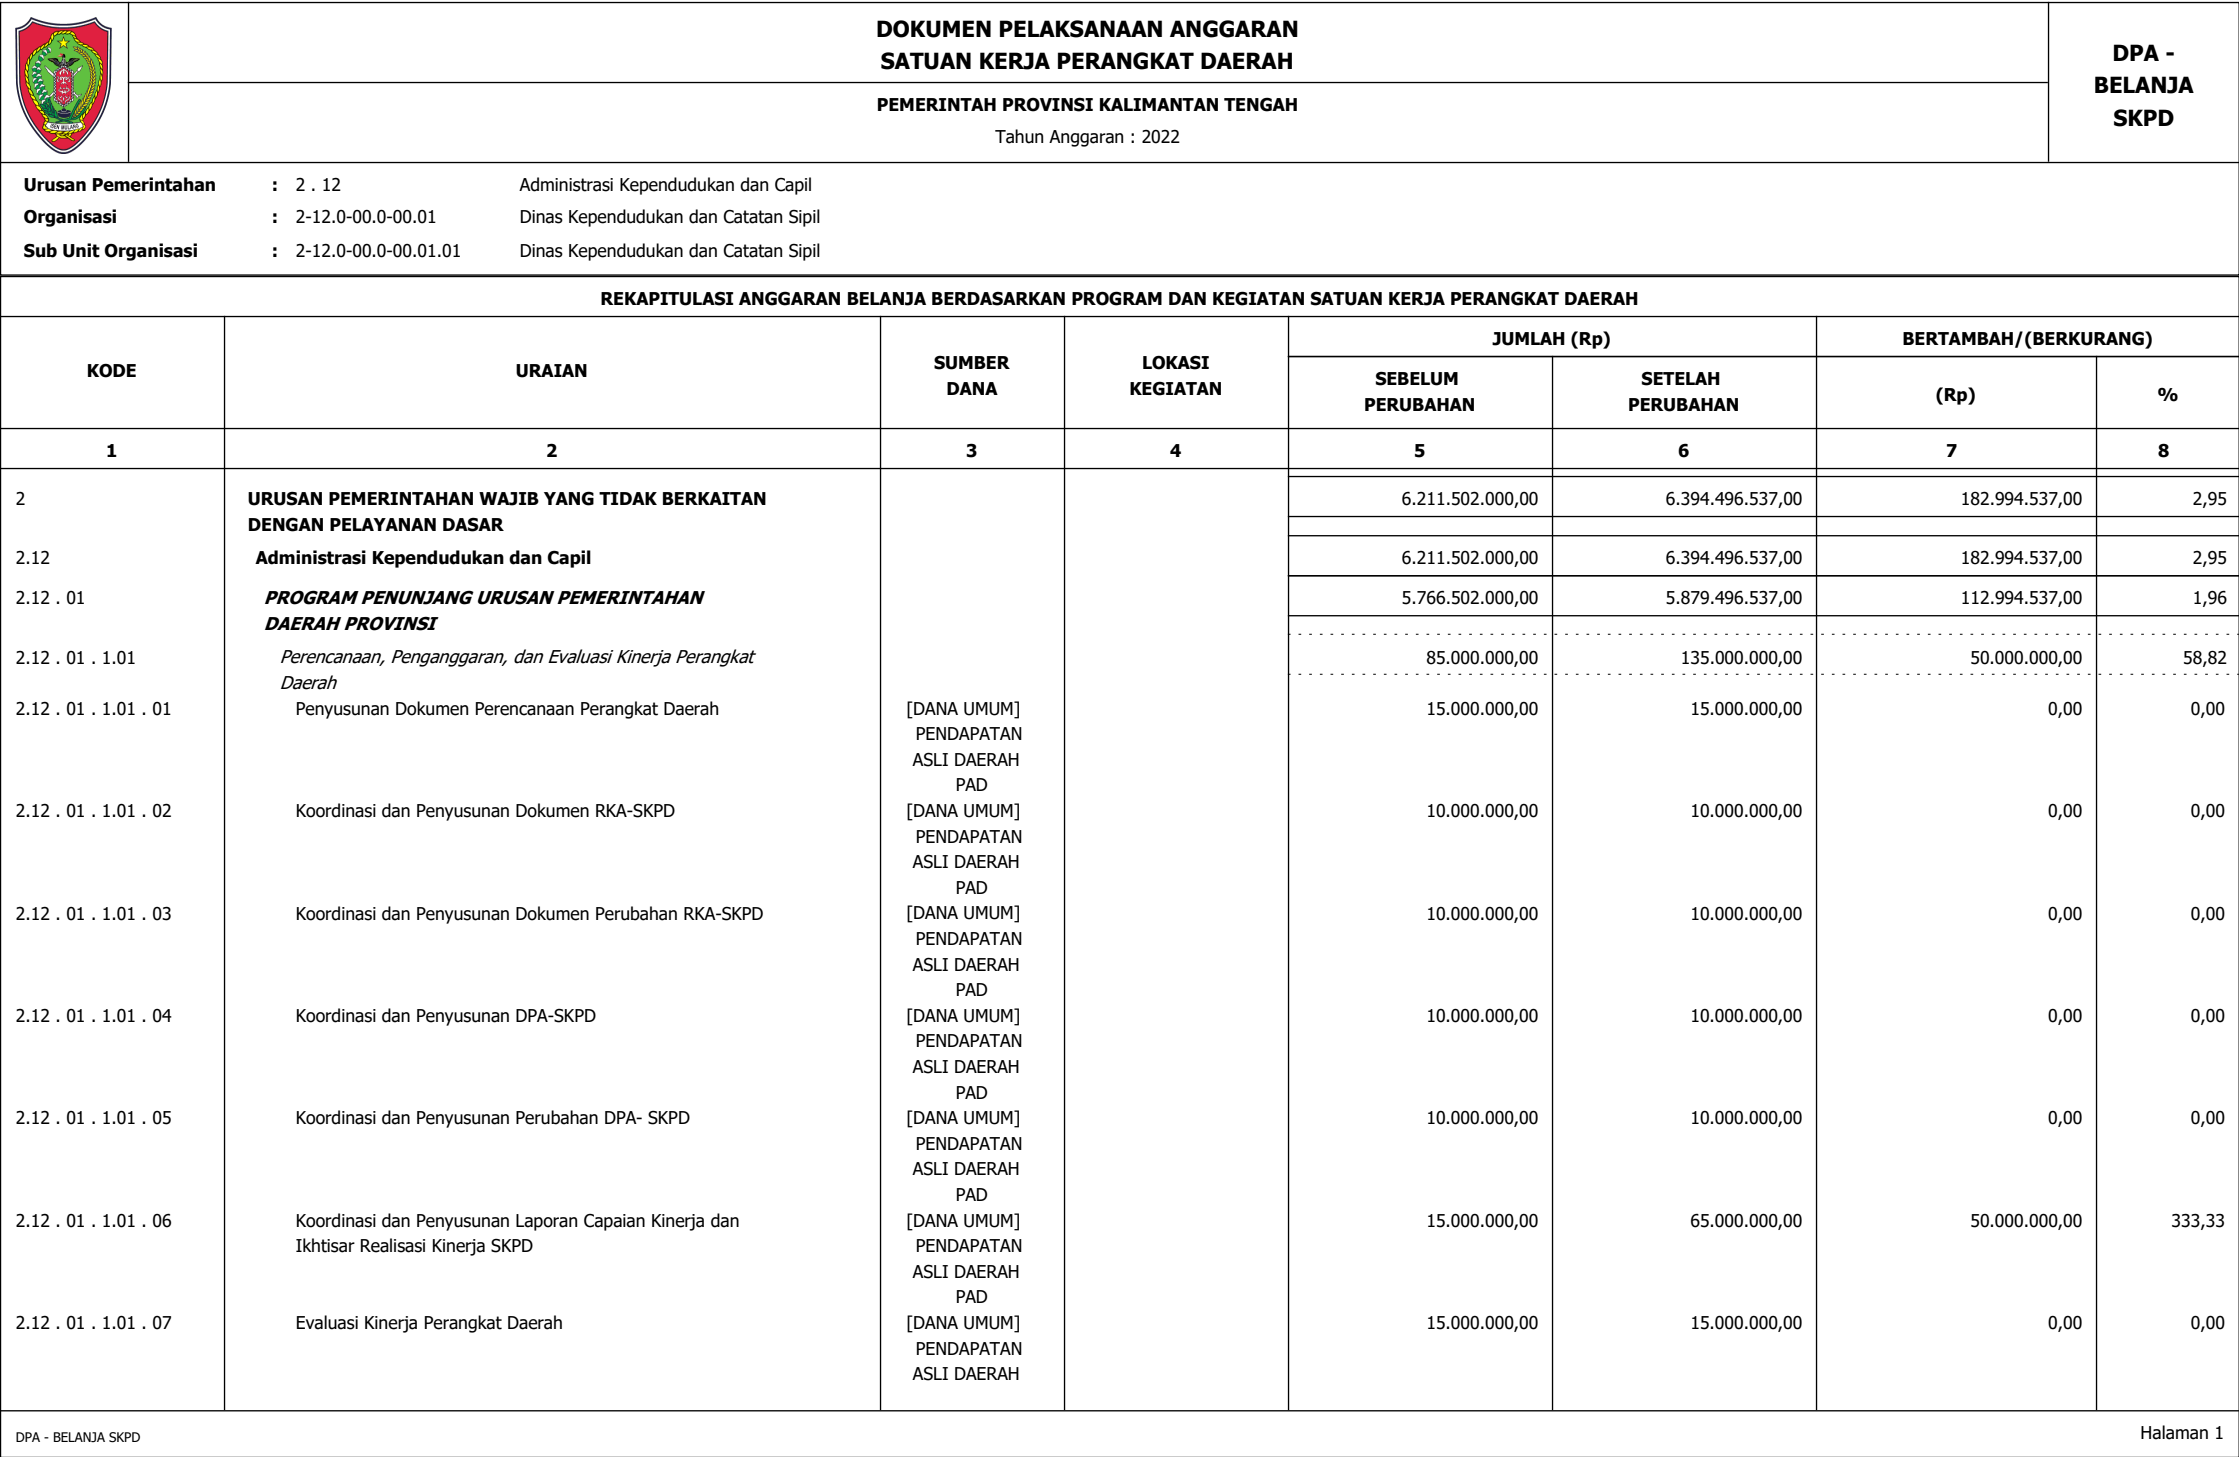 DOKUMEN PELAKSANAAN ANGGARAN
SATUAN KERJA PERANGKAT DAERAH
DPA -
BELANJA
SKPD
PEMERINTAH PROVINSI KALIMANTAN TENGAH
Tahun Anggaran : 2022
ISEN MULANG
Urusan Pemerintahan : 2 . 12 Administrasi Kependudukan dan Capil
Organisasi : 2-12.0-00.0-00.01 Dinas Kependudukan dan Catatan Sipil
Sub Unit Organisasi : 2-12.0-00.0-00.01.01 Dinas Kependudukan dan Catatan Sipil
REKAPITULASI ANGGARAN BELANJA BERDASARKAN PROGRAM DAN KEGIATAN SATUAN KERJA PERANGKAT DAERAH
KODE URAIAN SUMBER DANA LOKASI KEGIATAN JUMLAH (Rp) BERTAMBAH/(BERKURANG)
SEBELUM PERUBAHAN SETELAH PERUBAHAN (Rp) %
1 2 3 4 5 6 7 8
2 URUSAN PEMERINTAHAN WAJIB YANG TIDAK BERKAITAN 6.211.502.000,00 6.394.496.537,00 182.994.537,00 2,95
DENGAN PELAYANAN DASAR
2.12 Administrasi Kependudukan dan Capil 6.211.502.000,00 6.394.496.537,00 182.994.537,00 2,95
2.12 . 01 PROGRAM PENUNJANG URUSAN PEMERINTAHAN 5.766.502.000,00 5.879.496.537,00 112.994.537,00 1,96
DAERAH PROVINSI
2.12 . 01 . 1.01 Perencanaan, Penganggaran, dan Evaluasi Kinerja Perangkat 85.000.000,00 135.000.000,00 50.000.000,00 58,82
Daerah
2.12 . 01 . 1.01 . 01 Penyusunan Dokumen Perencanaan Perangkat Daerah [DANA UMUM] 15.000.000,00 15.000.000,00 0,00 0,00
PENDAPATAN
ASLI DAERAH
PAD
2.12 . 01 . 1.01 . 02 Koordinasi dan Penyusunan Dokumen RKA-SKPD [DANA UMUM] 10.000.000,00 10.000.000,00 0,00 0,00
PENDAPATAN
ASLI DAERAH
PAD
2.12 . 01 . 1.01 . 03 Koordinasi dan Penyusunan Dokumen Perubahan RKA-SKPD [DANA UMUM] 10.000.000,00 10.000.000,00 0,00 0,00
PENDAPATAN
ASLI DAERAH
PAD
2.12 . 01 . 1.01 . 04 Koordinasi dan Penyusunan DPA-SKPD [DANA UMUM] 10.000.000,00 10.000.000,00 0,00 0,00
PENDAPATAN
ASLI DAERAH
PAD
2.12 . 01 . 1.01 . 05 Koordinasi dan Penyusunan Perubahan DPA- SKPD [DANA UMUM] 10.000.000,00 10.000.000,00 0,00 0,00
PENDAPATAN
ASLI DAERAH
PAD
2.12 . 01 . 1.01 . 06 Koordinasi dan Penyusunan Laporan Capaian Kinerja dan [DANA UMUM] 15.000.000,00 65.000.000,00 50.000.000,00 333,33
Ikhtisar Realisasi Kinerja SKPD PENDAPATAN
ASLI DAERAH
PAD
2.12 . 01 . 1.01 . 07 Evaluasi Kinerja Perangkat Daerah [DANA UMUM] 15.000.000,00 15.000.000,00 0,00 0,00
PENDAPATAN
ASLI DAERAH
DPA - BELANJA SKPD Halaman 1